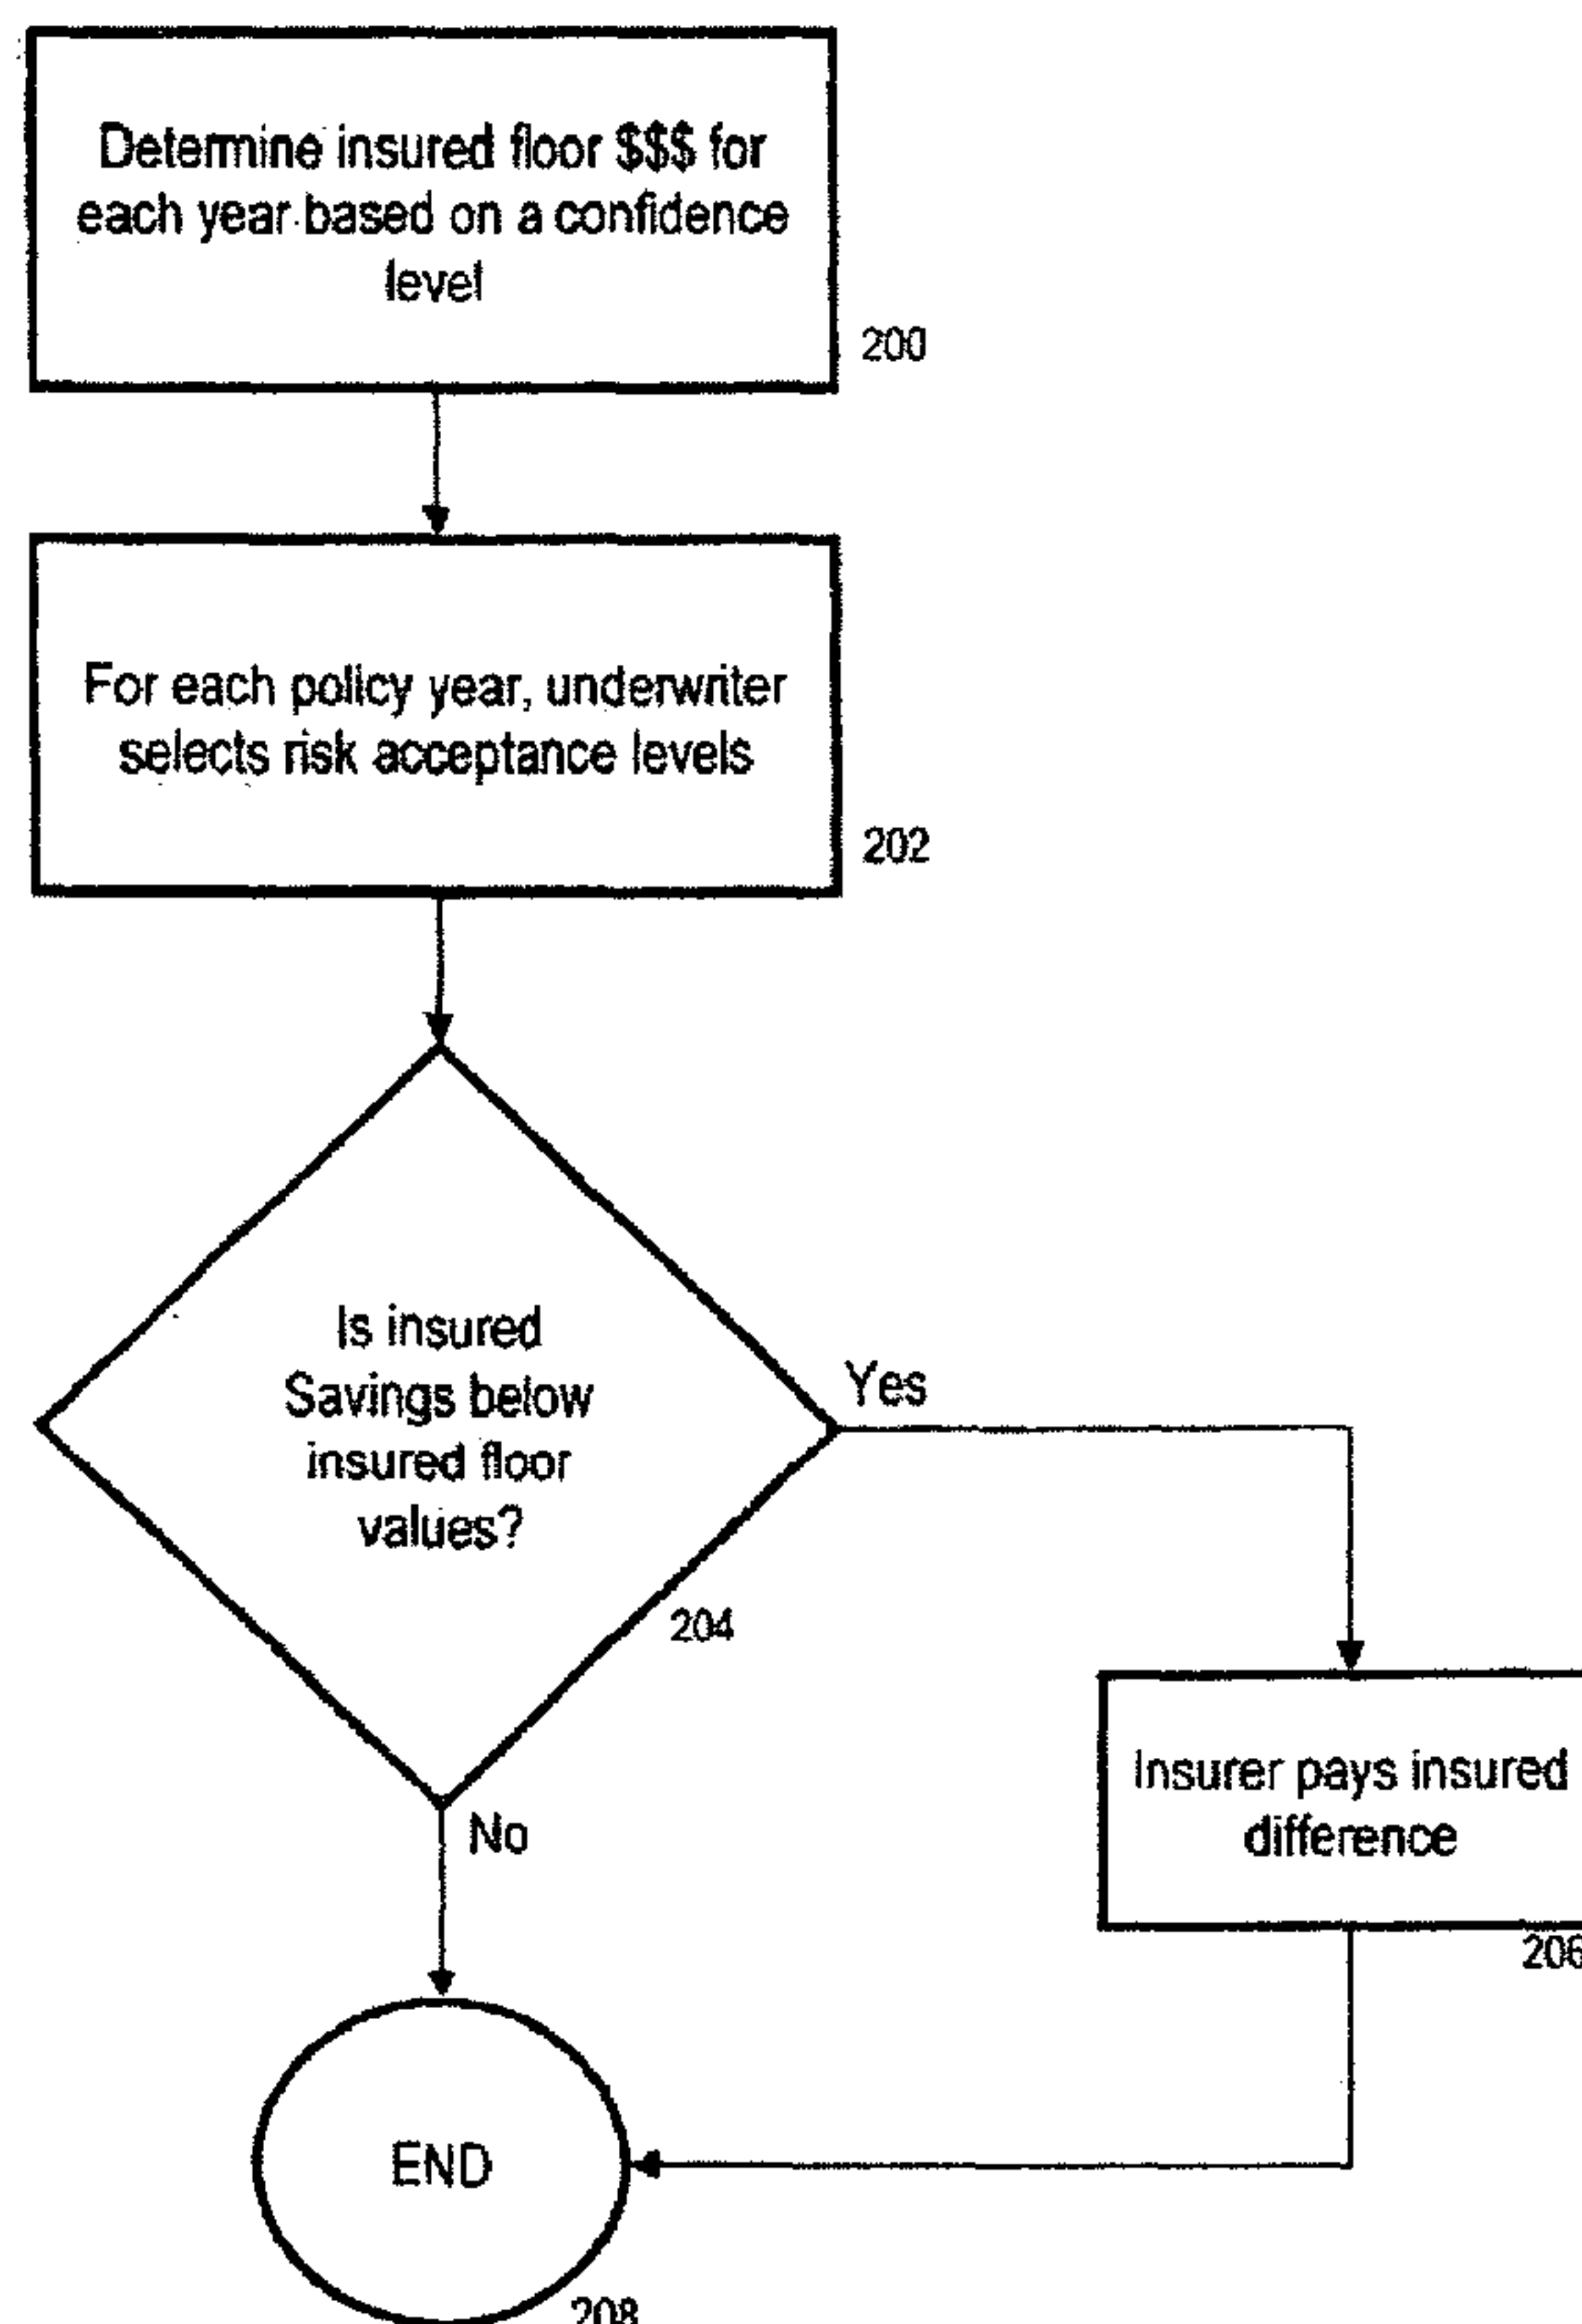 Determine insured floor $$$ for
each year based on a confidence
level
200
For each policy year, underwriter
selects risk acceptance levels
202
Is insured
Savings below
insured floor
values?
Yes
204
No
Insurer pays insured
difference
206
END
208